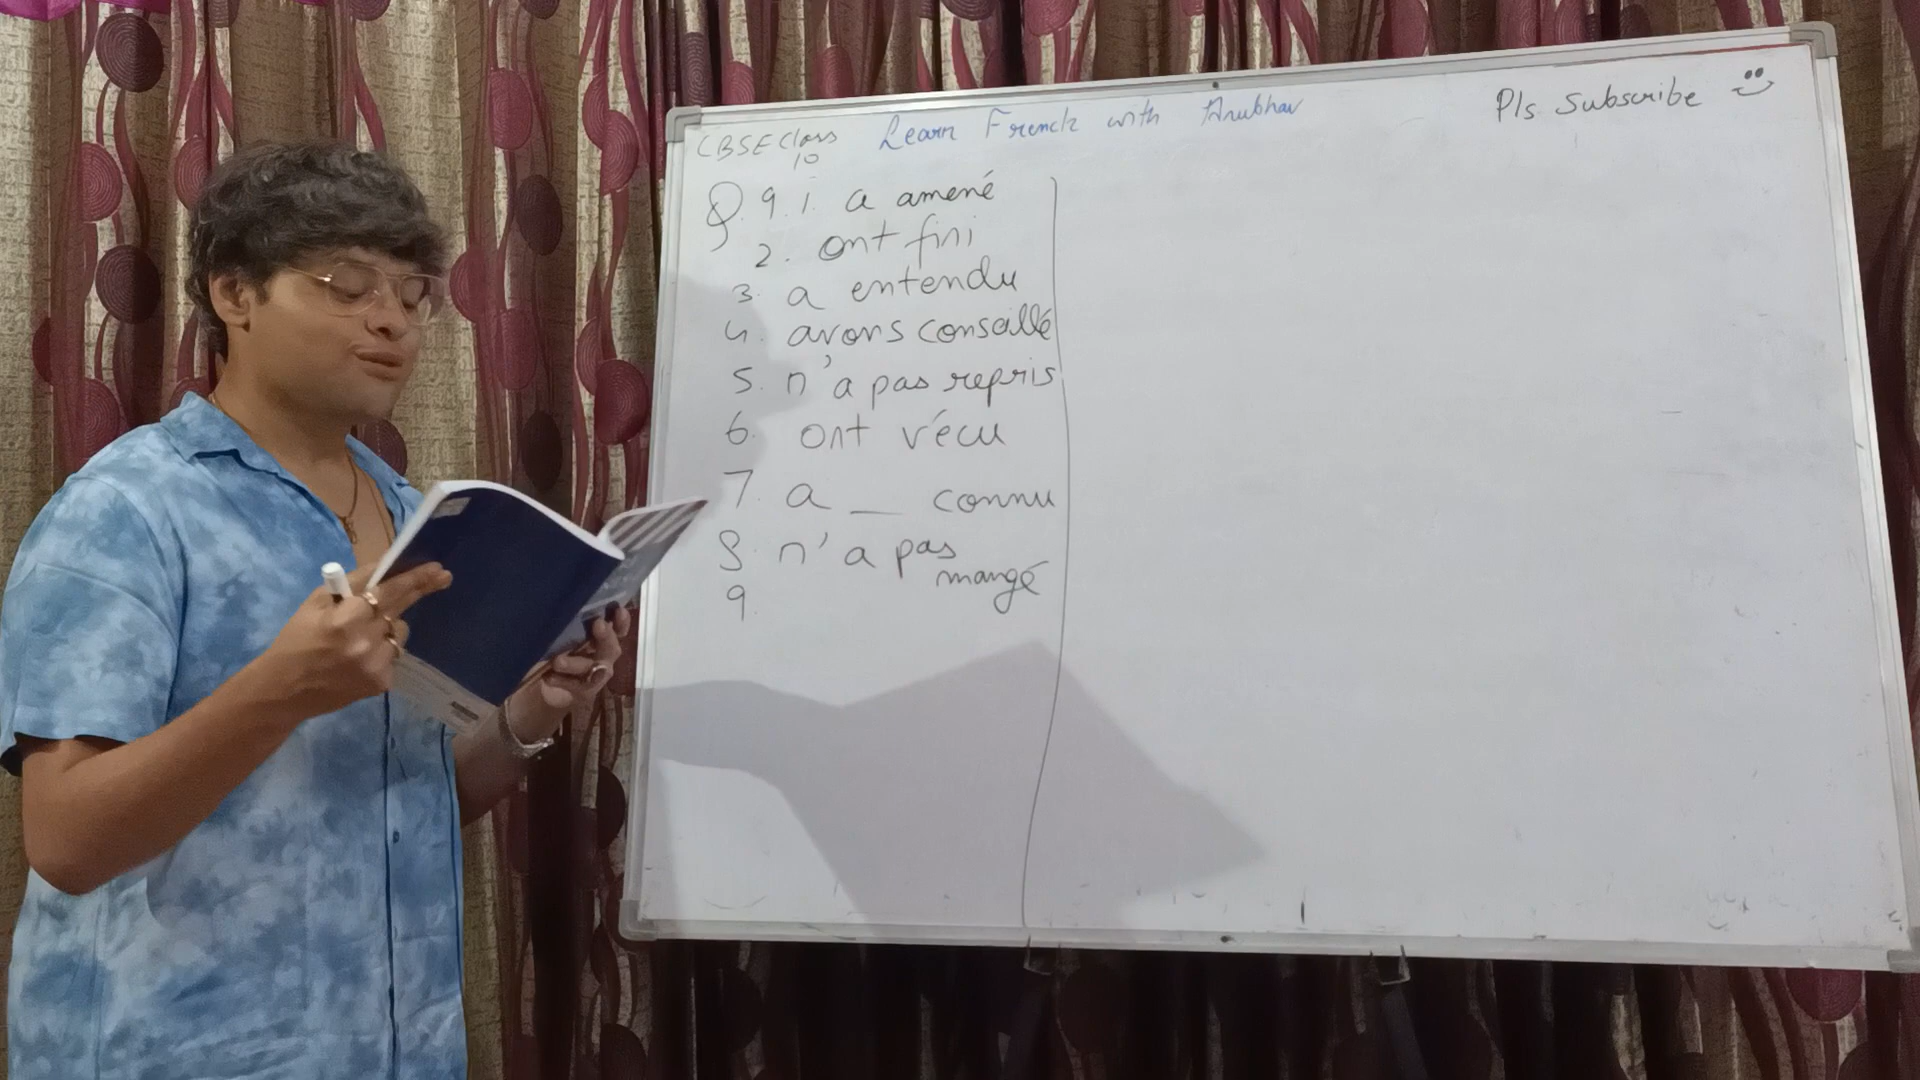 CBSE Class 10
Learn French with Anubhav
Pls Subscribe
Q.9.1. a amené
2. ont fini
3. a entendu
4. avons conseillé
5. n'a pas repris
6. ont vécu
7. a __ connu
8. n'a pas
mangé
9.